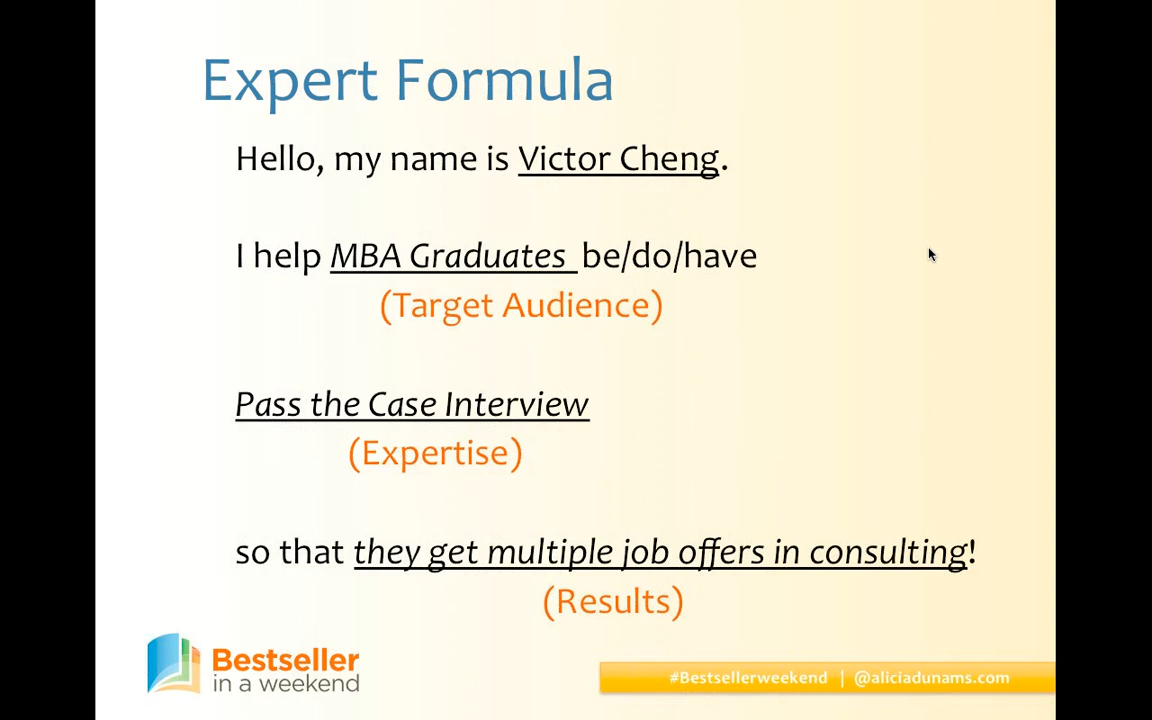 Expert Formula
Hello, my name is Victor Cheng.
I help MBA Graduates be/do/have
(Target Audience)
Pass the Case Interview
(Expertise)
so that they get multiple job offers in consulting!
(Results)
Bestseller
in a weekend
#Bestsellerweekend | @aliciadunams.com